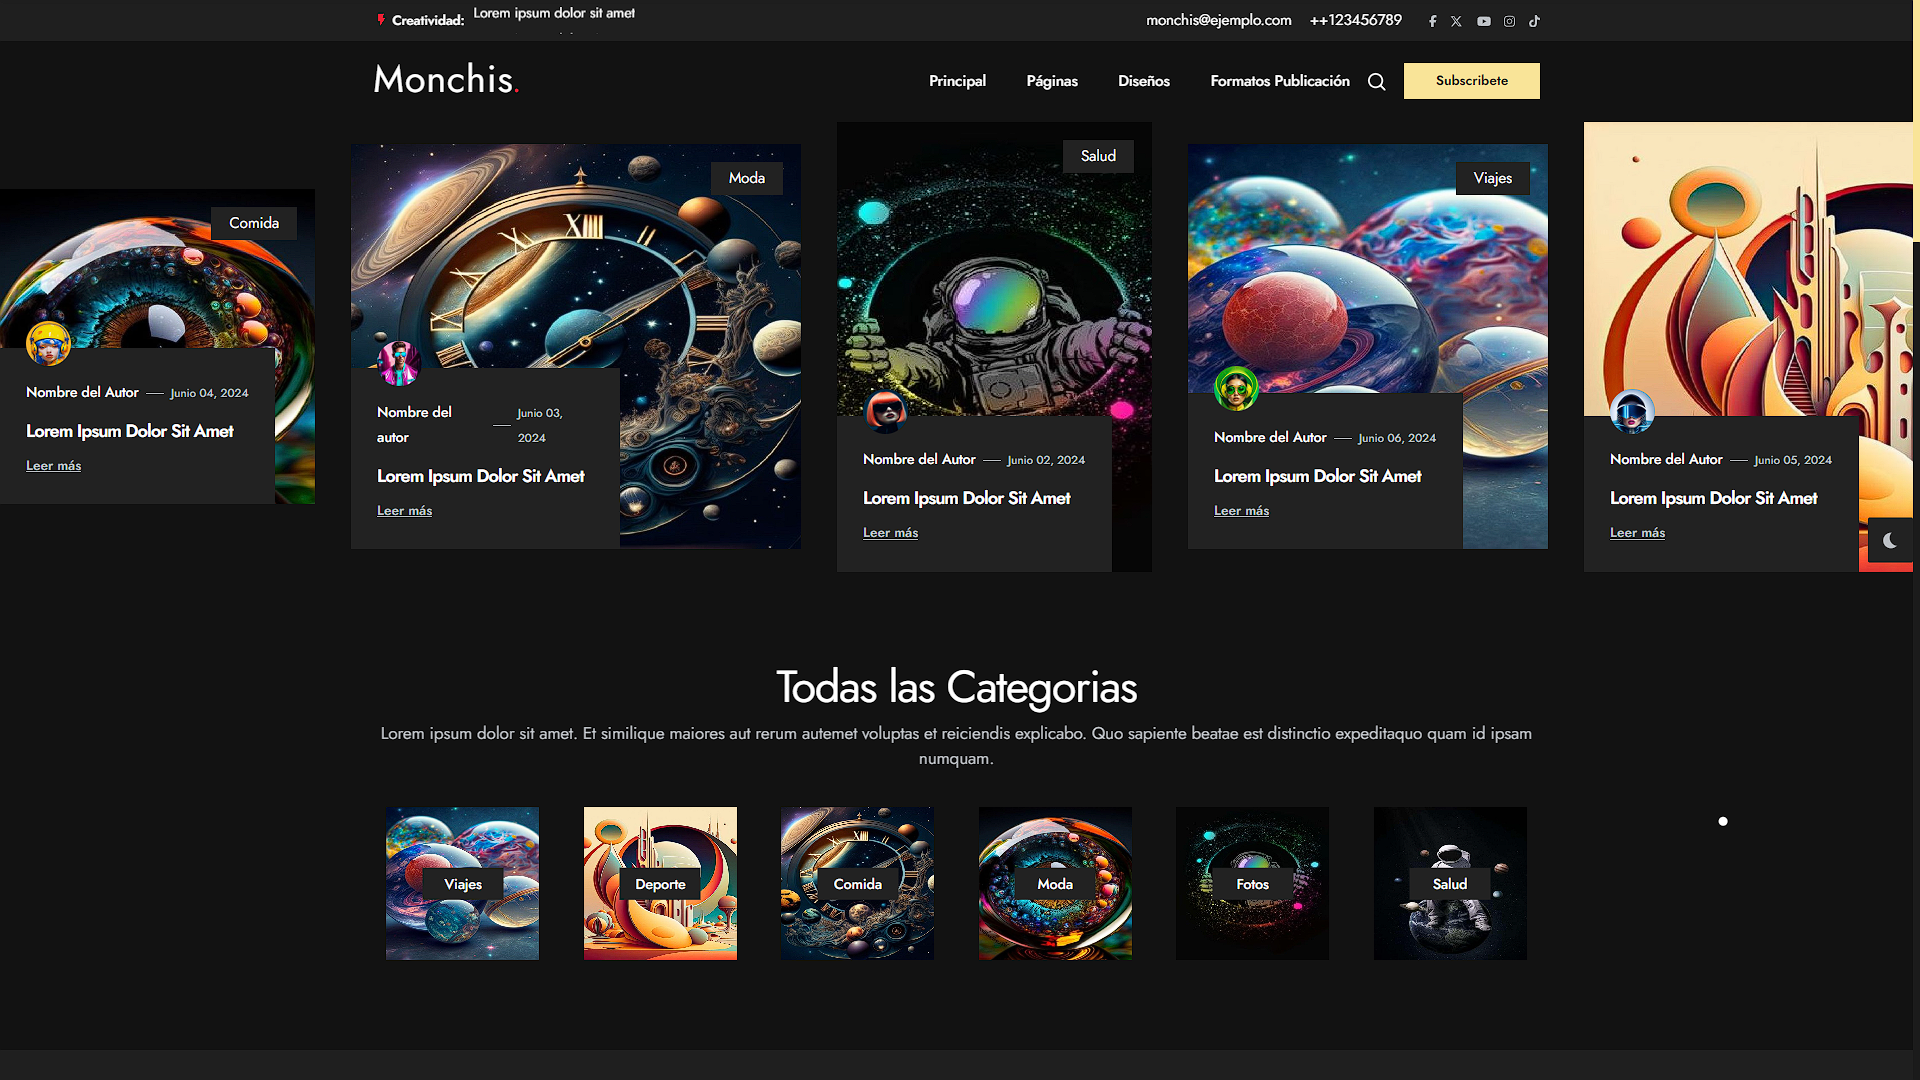 Creatividad: Lorem ipsum dolor sit amet
monchis@ejemplo.com ++123456789
Monchis.
Principal Páginas Diseños Formatos Publicación Subscribete
Comida
Nombre del Autor Junio 04, 2024
Lorem Ipsum Dolor Sit Amet
Leer más
Moda
Nombre del
autor
Junio 03,
2024
Lorem Ipsum Dolor Sit Amet
Leer más
Salud
Nombre del Autor Junio 02, 2024
Lorem Ipsum Dolor Sit Amet
Leer más
Viajes
Nombre del Autor Junio 06, 2024
Lorem Ipsum Dolor Sit Amet
Leer más
Nombre del Autor Junio 05, 2024
Lorem Ipsum Dolor Sit Amet
Leer más
Todas las Categorias
Lorem ipsum dolor sit amet. Et similique maiores aut rerum autemet voluptas et reiciendis explicabo. Quo sapiente beatae est distinctio expeditaquo quam id ipsam
numquam.
Viajes
Deporte
Comida
Moda
Fotos
Salud